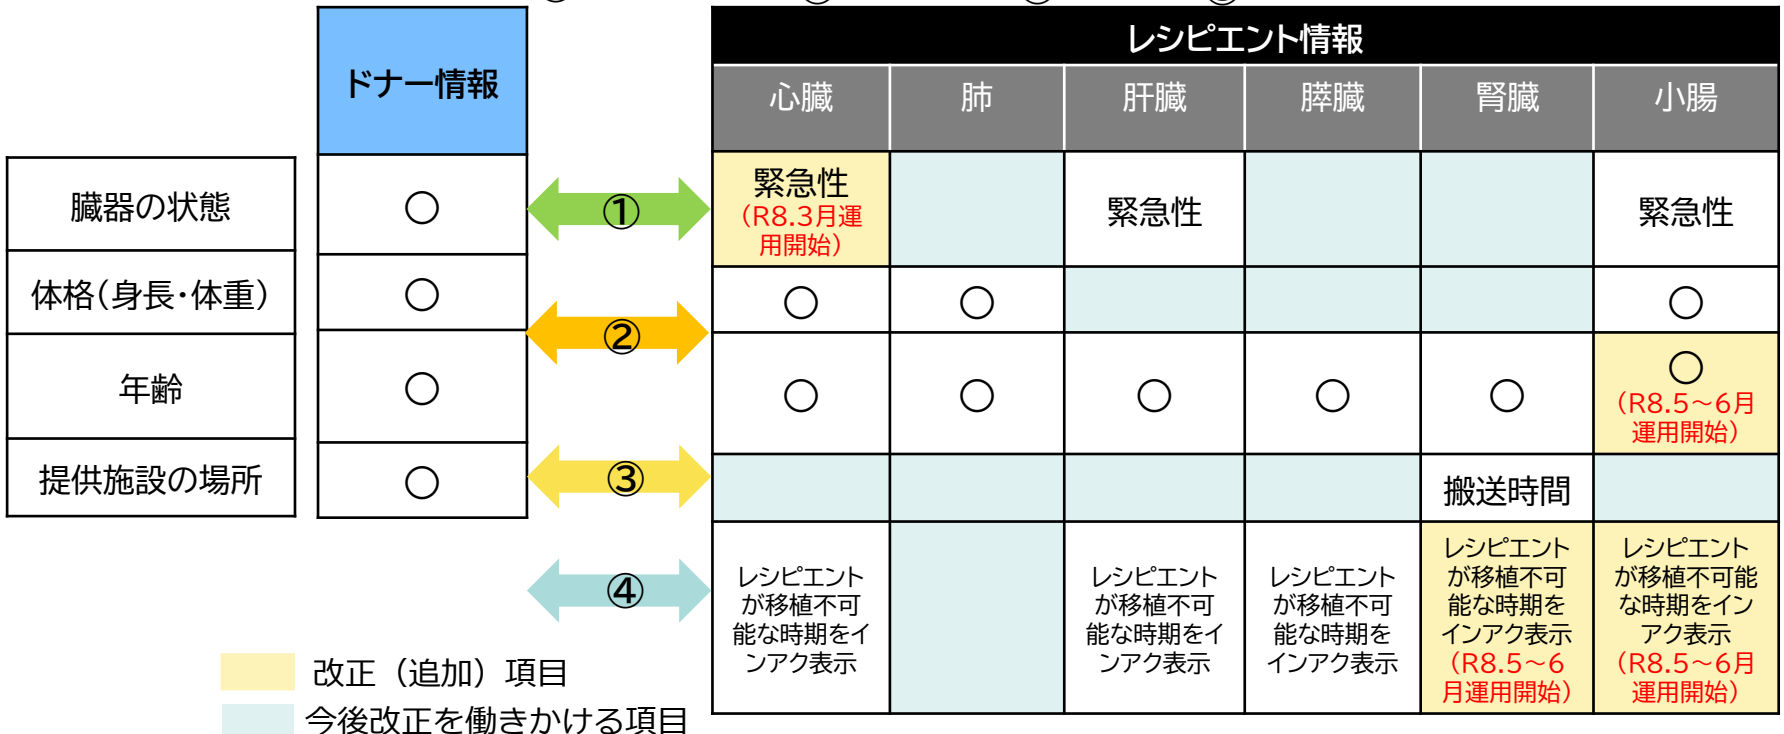 ドナー情報
レシピエント情報
心臓
肺
肝臓
膵臓
腎臓
小腸
臓器の状態
○
①
緊急性
(R8.3月運
用開始)
緊急性
緊急性
体格(身長・体重)
○
○
○
○
②
年齢
○
○
○
○
○
○
○
(R8.5~6月
運用開始)
提供施設の場所
○
③
搬送時間
④
レシピエント
が移植不可
能な時期をイ
ンアク表示
レシピエント
が移植不可
能な時期をイ
ンアク表示
レシピエント
が移植不可
能な時期を
インアク表示
レシピエント
が移植不可
能な時期を
インアク表示
(R8.5~6
月運用開始)
レシピエント
が移植不可能
な時期をイン
アク表示
(R8.5~6月
運用開始)
改正(追加)項目
今後改正を働きかける項目